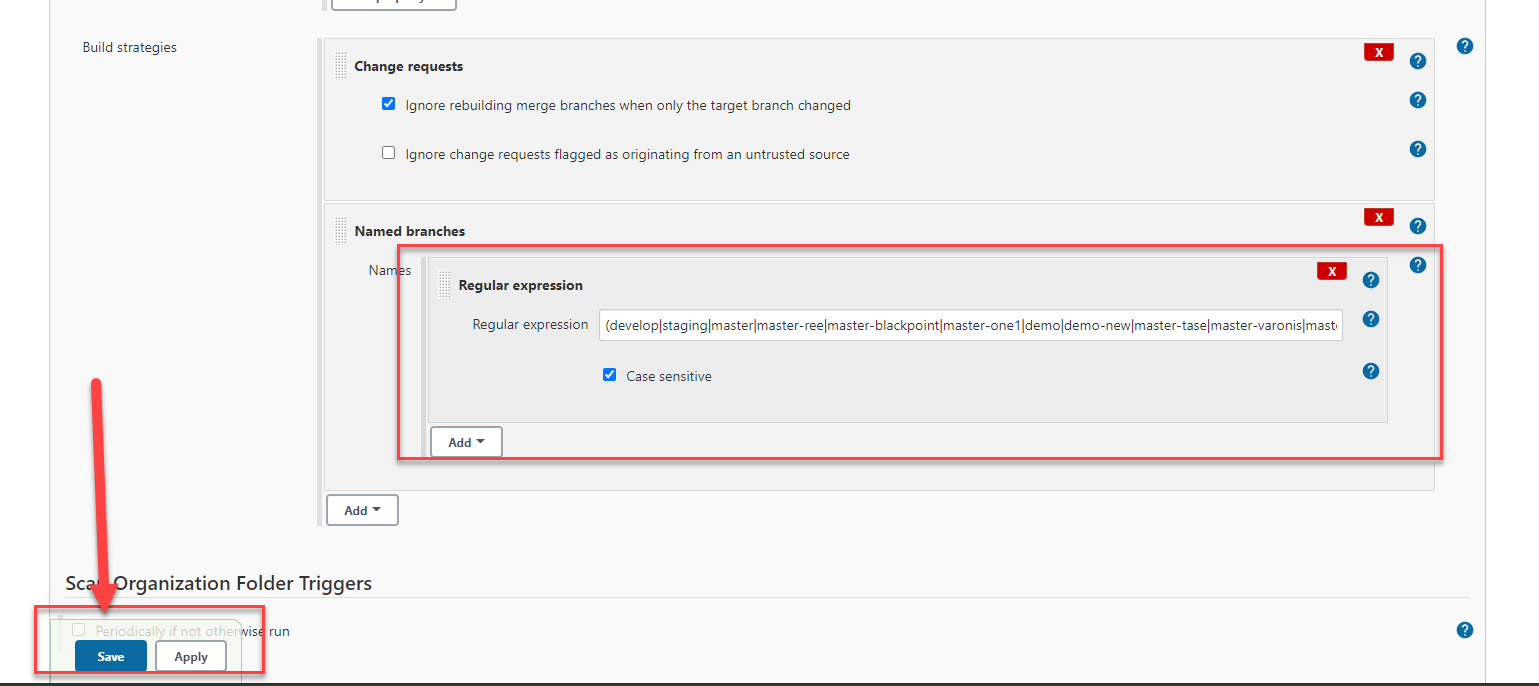 Build strategies
Change requests
X
?
?
Ignore rebuilding merge branches when only the target branch changed
?
Ignore change requests flagged as originating from an untrusted source
?
Named branches
X
?
Names
?
Regular expression
X
?
Regular expression
(develop|staging|master|master-ree|master-blackpoint|master-one1|demo|demo-new|master-tase|master-varonis|mast
?
Case sensitive
?
Add
Add
Scan Organization Folder Triggers
Periodically if not otherwise run
?
Save
Apply